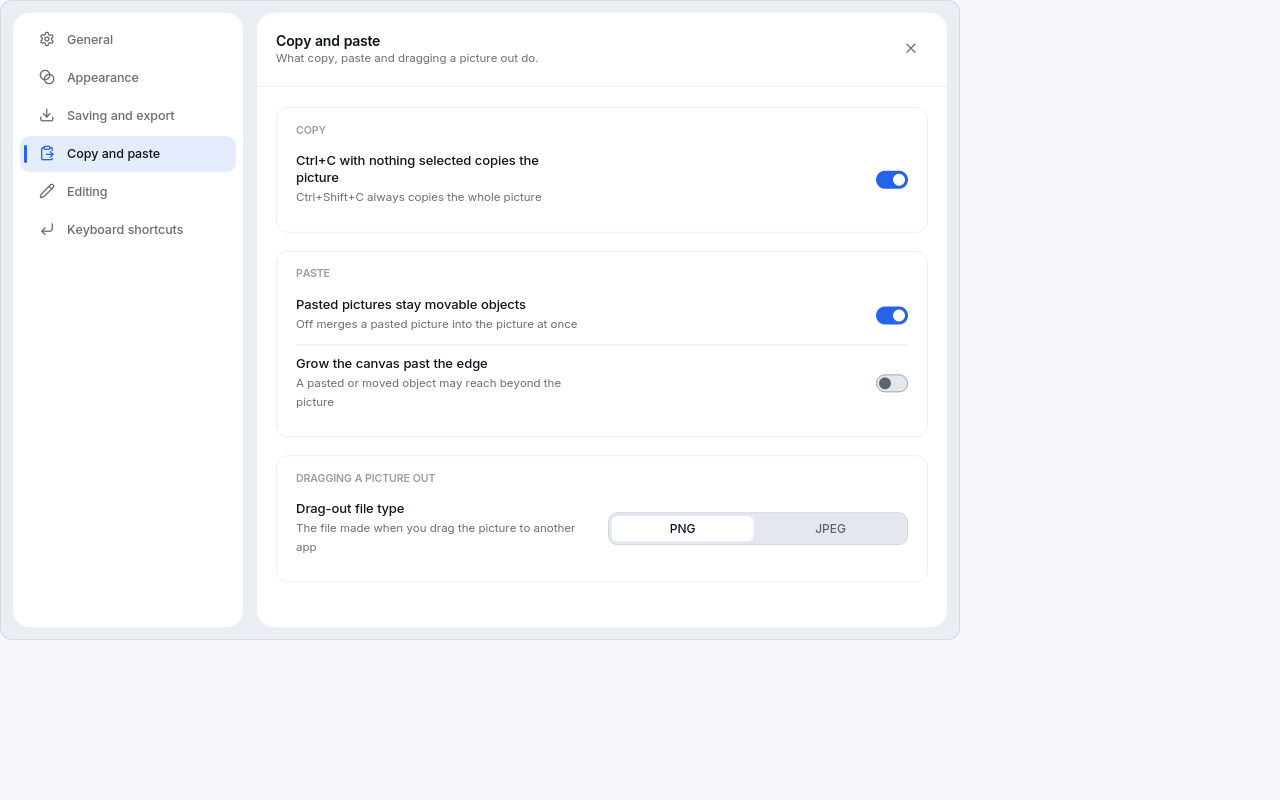 General
Appearance
Saving and export
Copy and paste
Editing
Keyboard shortcuts
Copy and paste
What copy, paste and dragging a picture out do.
COPY
Ctrl+C with nothing selected copies the
picture
Ctrl+Shift+C always copies the whole picture
PASTE
Pasted pictures stay movable objects
Off merges a pasted picture into the picture at once
Grow the canvas past the edge
A pasted or moved object may reach beyond the
picture
DRAGGING A PICTURE OUT
Drag-out file type
The file made when you drag the picture to another
app
PNG
JPEG